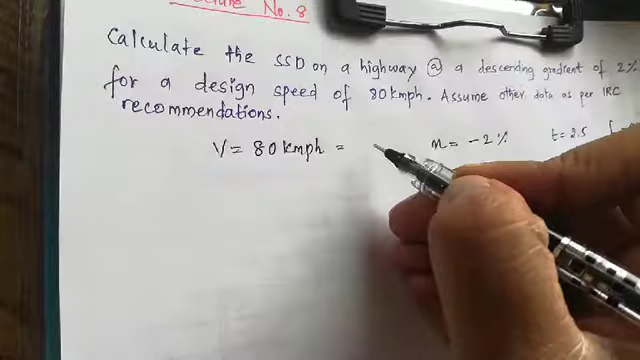 Lecture No. 8
Calculate the SSD on a highway @ a descending gradient of 2%
for a design speed of 80 kmph. Assume other data as per IRC
recommendations.
V = 80 kmph = n = -2% t = 2.5